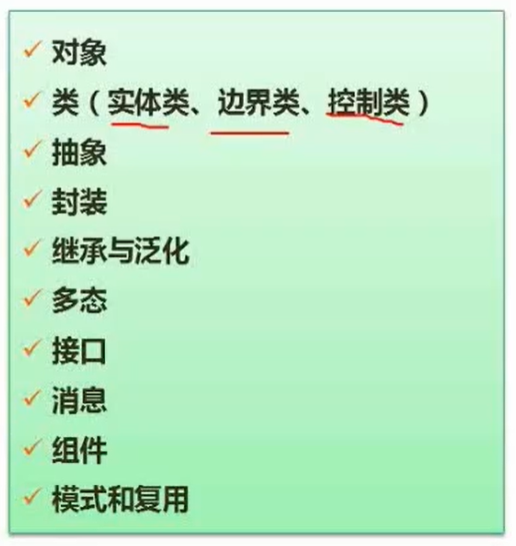 对象
类（实体类、边界类、控制类）
抽象
封装
继承与泛化
多态
接口
消息
组件
模式和复用